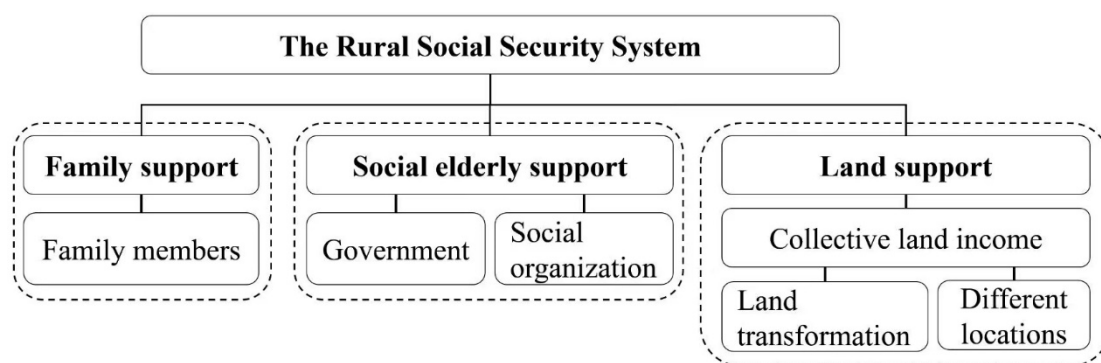 The Rural Social Security System
Family support
Social elderly support
Land support
Family members
Government
Social
organization
Collective land income
Land
transformation
Different
locations